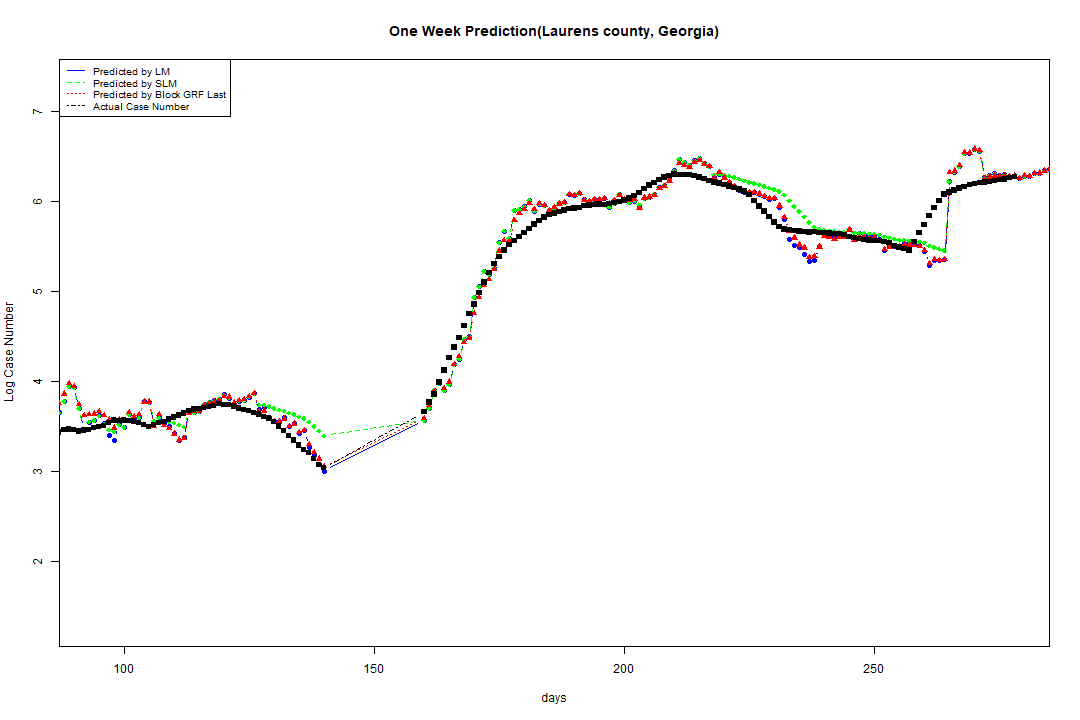 One Week Prediction(Laurens county, Georgia)
Predicted by LM
Predicted by SLM
Predicted by Block GRF Last
Actual Case Number
7
6
5
4
3
2
Log Case Number
100 150 200 250
days